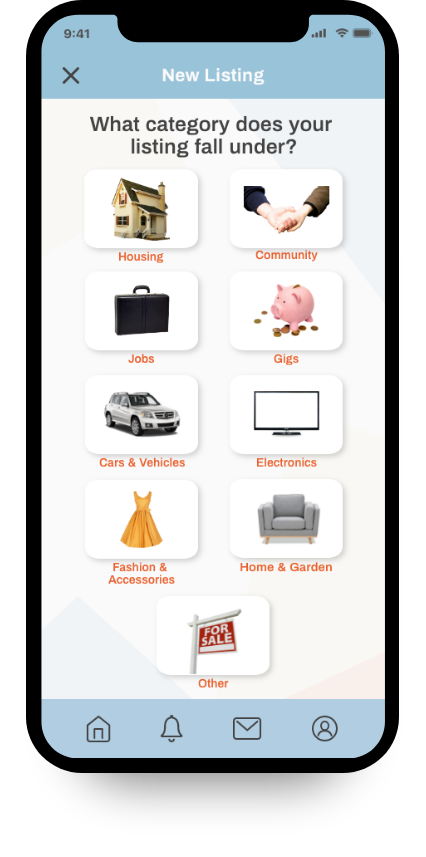 9:41
New Listing
What category does your
listing fall under?
Housing
Community
Jobs
Gigs
Cars & Vehicles
Electronics
Fashion &
Accessories
Home & Garden
FOR
SALE
Other